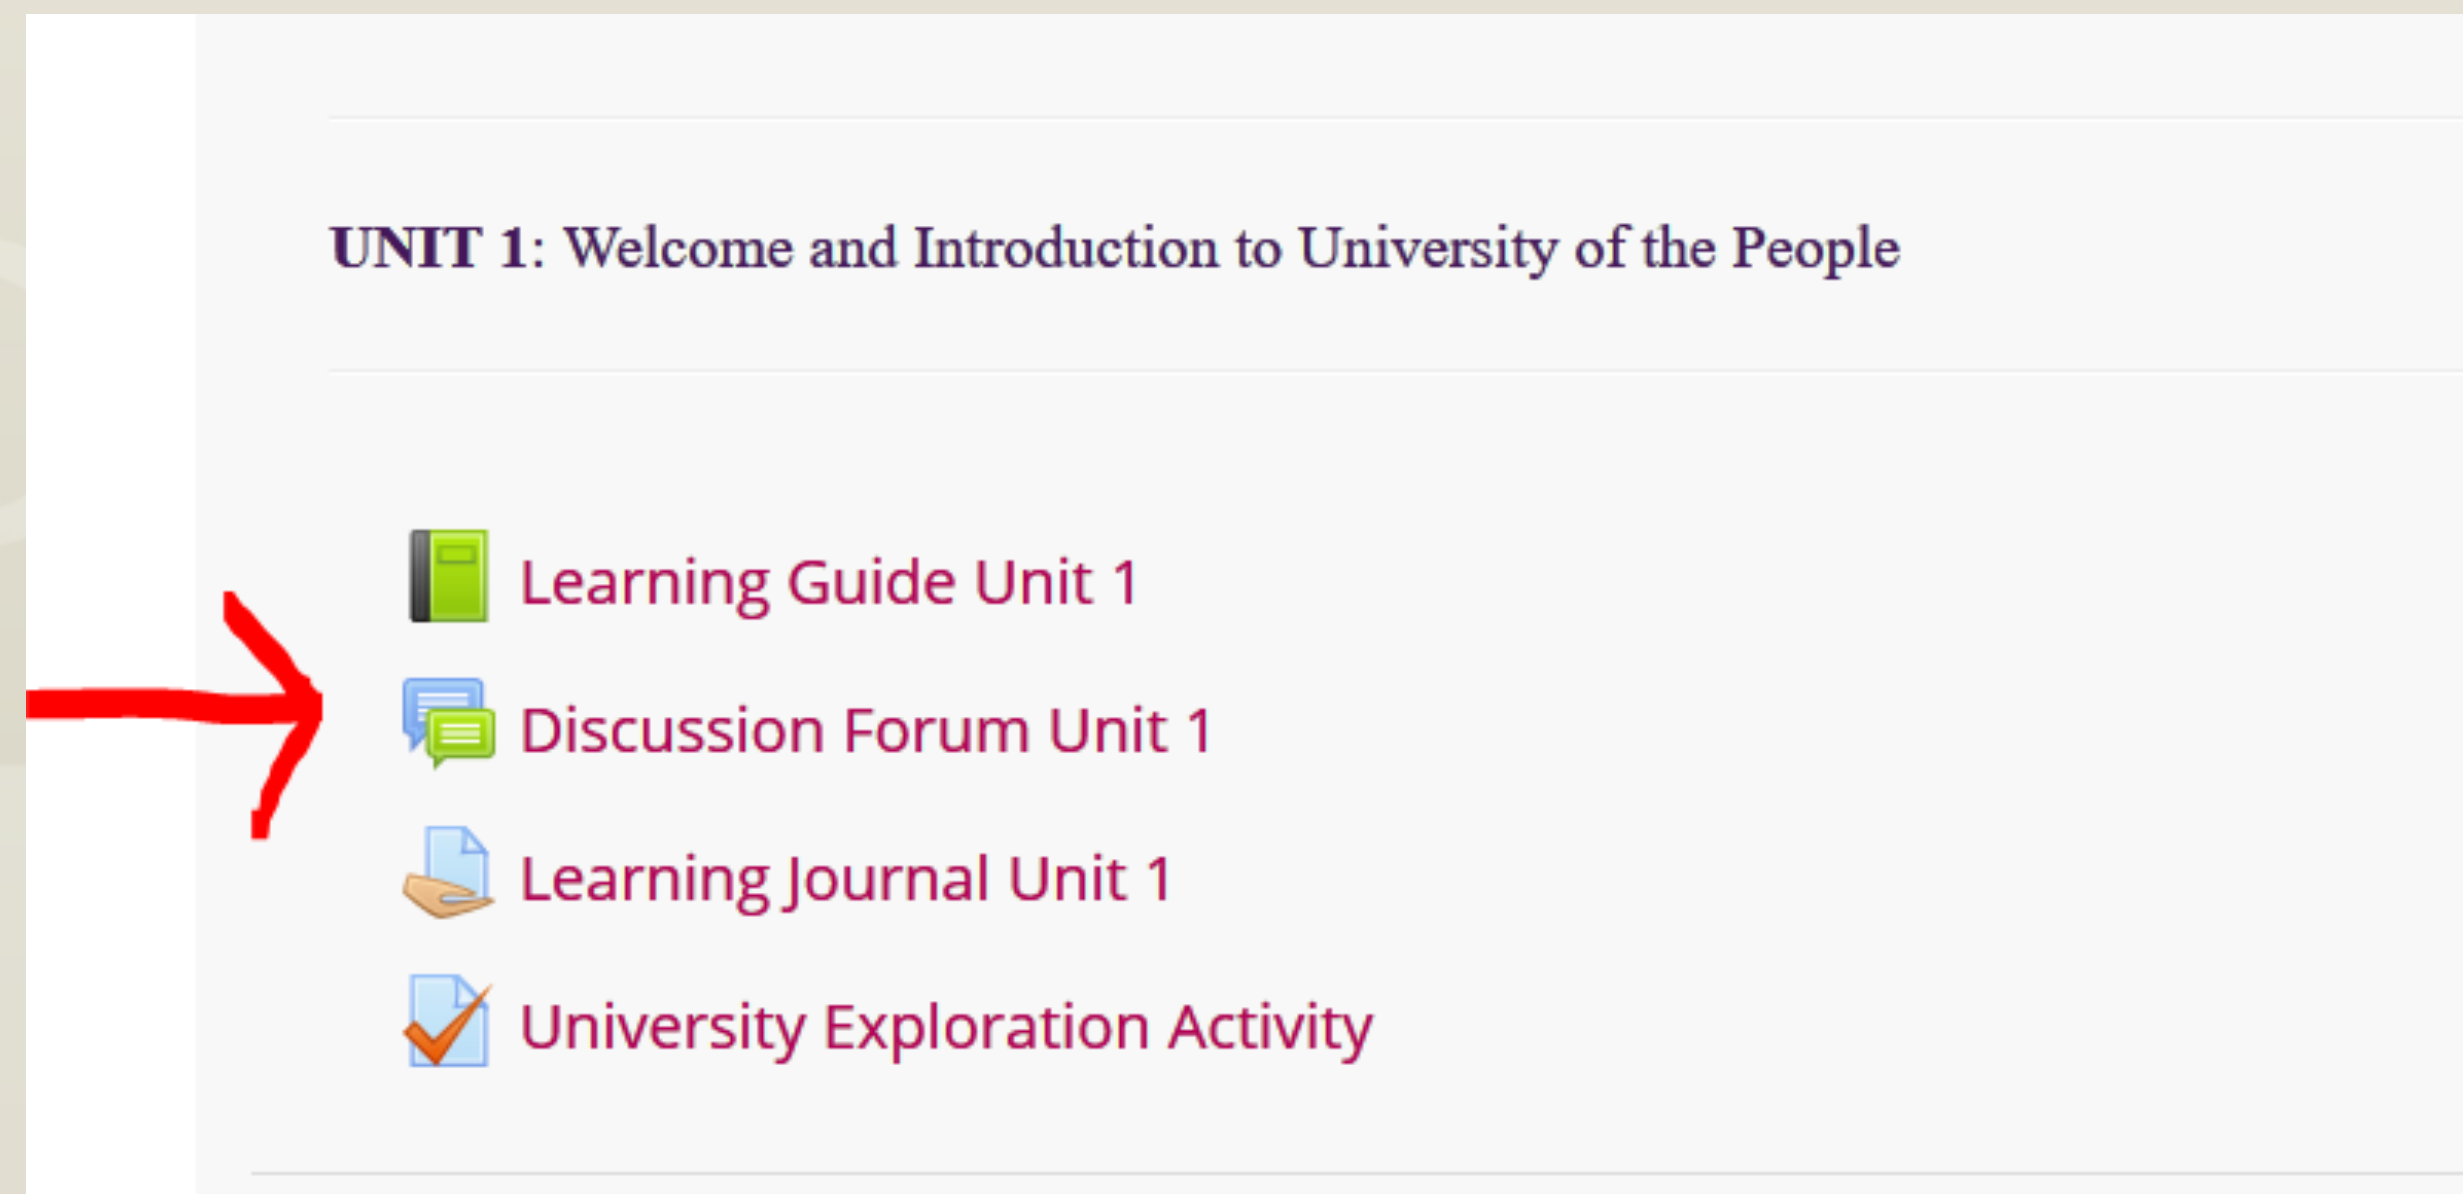 UNIT 1: Welcome and Introduction to University of the People
Learning Guide Unit 1
Discussion Forum Unit 1
Learning Journal Unit 1
University Exploration Activity